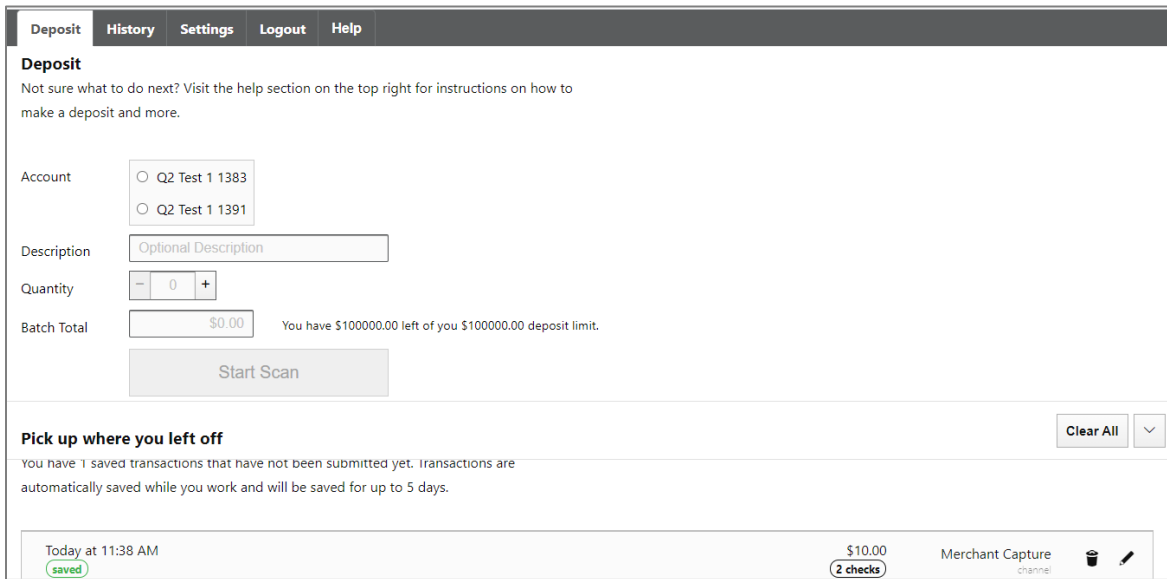 Deposit History Settings Logout Help
Deposit
Not sure what to do next? Visit the help section on the top right for instructions on how to
make a deposit and more.
Account
Q2 Test 1 1383
Q2 Test 1 1391
Description Optional Description
Quantity − 0 +
Batch Total $0.00 You have $100000.00 left of you $100000.00 deposit limit.
Start Scan
Pick up where you left off Clear All
You have 1 saved transactions that have not been submitted yet. Transactions are
automatically saved while you work and will be saved for up to 5 days.
Today at 11:38 AM $10.00 Merchant Capture
saved 2 checks channel